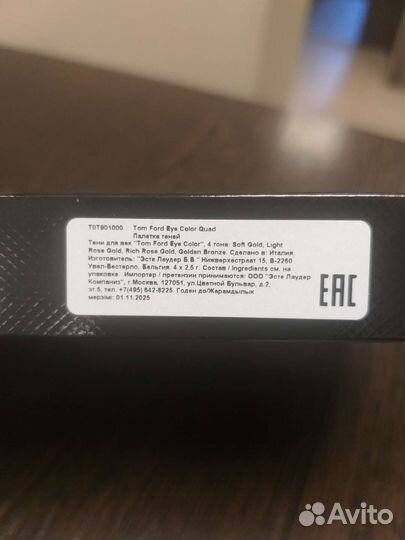 T0T901000 Tom Ford Eye Color Quad
Палетка теней
Тени для век "Tom Ford Eye Color", 4 тона: Soft Gold, Light
Rose Gold, Rich Rose Gold, Golden Bronze. Сделано в: Италия
Изготовитель: "Эсте Лаудер Б.В." Нижверхестраат 15, В-2260
Увел-Вестерло, Бельгия. 4 x 2,5 г. Состав / Ingredients см. на
упаковке. Импортер / претензии принимаются: ООО "Эсте Лаудер
Компаниз", г.Москва, 127051, ул.Цветной Бульвар, д.2,
эт.5, тел. +7(495) 642-8225. Годен до/Жарамдылык
мерзімі: 01.11.2025
EAC
Avito